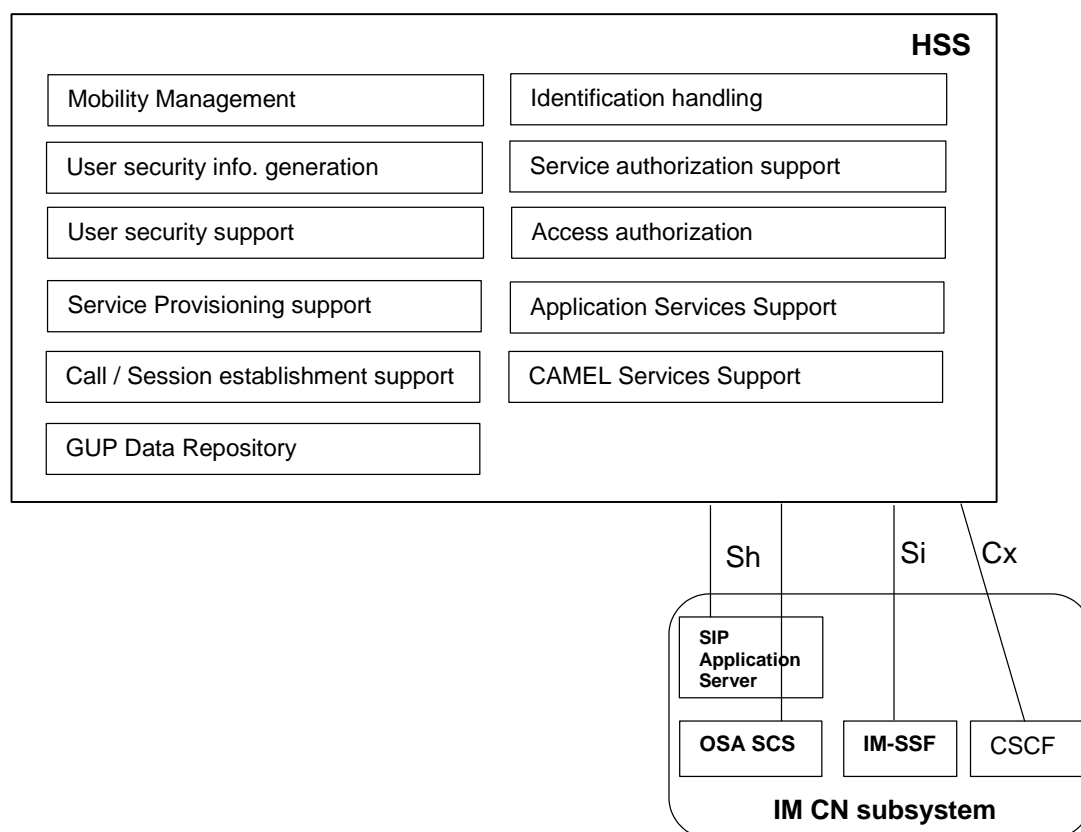 HSS
Mobility Management
Identification handling
User security info. generation
Service authorization support
User security support
Access authorization
Service Provisioning support
Application Services Support
Call / Session establishment support
CAMEL Services Support
GUP Data Repository
Sh
Si
Cx
SIP
Application
Server
OSA SCS
IM-SSF
CSCF
IM CN subsystem